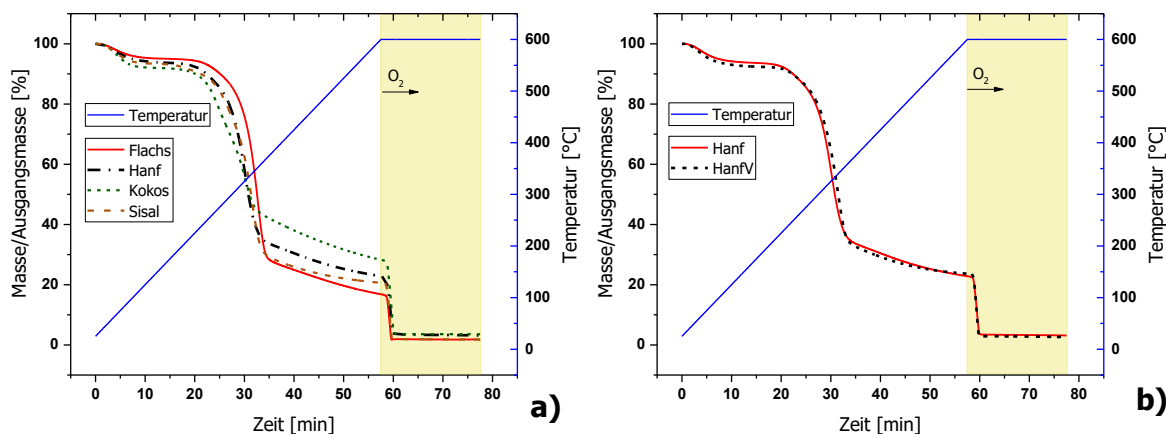 100
80
60
40
20
0
Masse/Ausgangsmasse [%]
Temperatur
Flachs
Hanf
Kokos
Sisal
O2
600
500
400
300
200
100
0
Temperatur [°C]
0 10 20 30 40 50 60 70 80
Zeit [min]
a)
100
80
60
40
20
0
Masse/Ausgangsmasse [%]
Temperatur
Hanf
HanfV
O2
600
500
400
300
200
100
0
Temperatur [°C]
0 10 20 30 40 50 60 70 80
Zeit [min]
b)